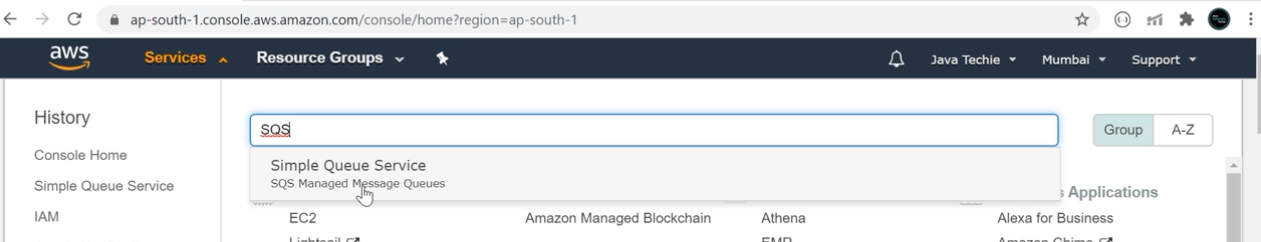 ap-south-1.console.aws.amazon.com/console/home?region=ap-south-1
aws Services Resource Groups Java Techie Mumbai Support
History
SQS
Group A-Z
Console Home
Simple Queue Service
SQS Managed Message Queues
Simple Queue Service
s Applications
IAM
EC2 Amazon Managed Blockchain Athena Alexa for Business